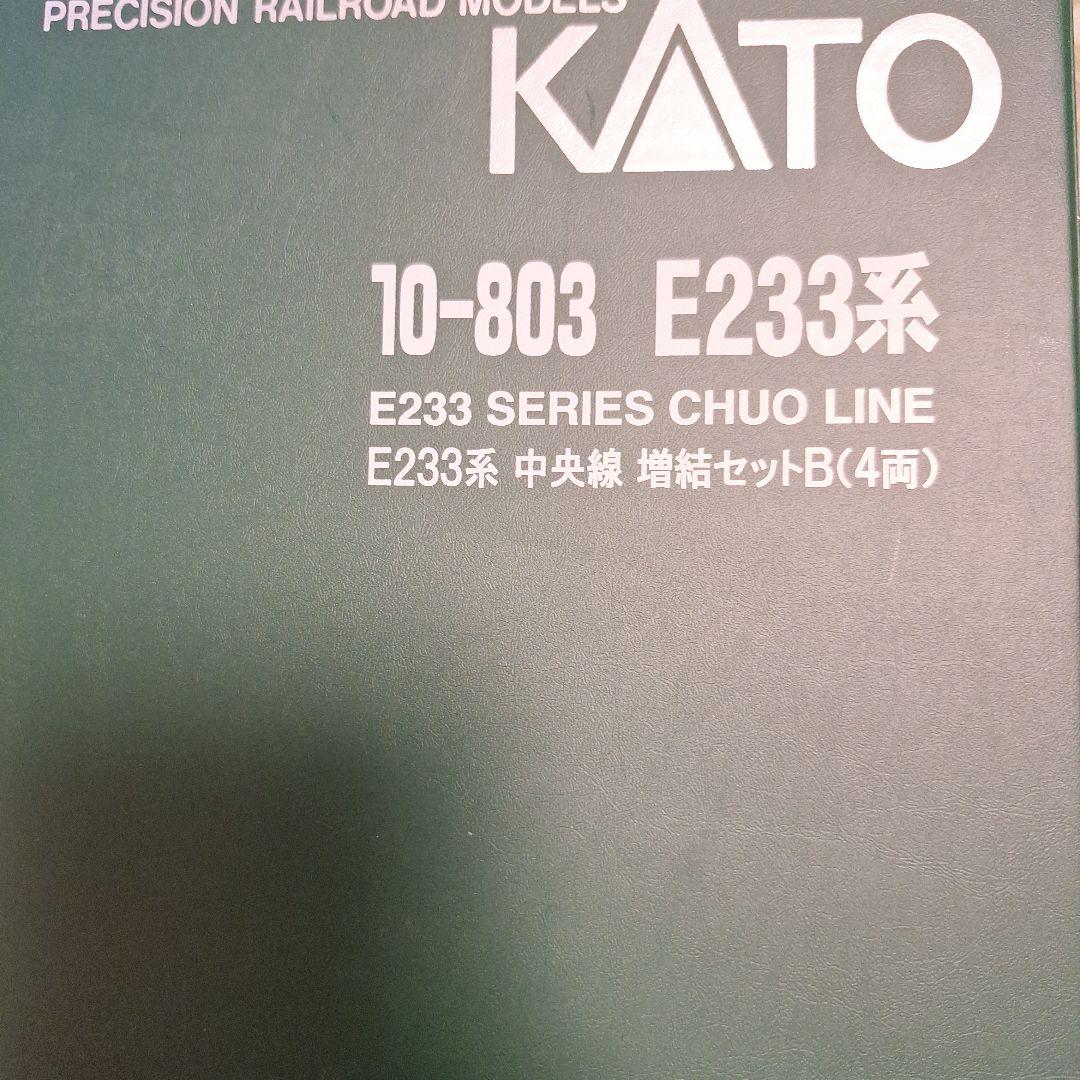 PRECISION RAILROAD MODELS
KATO
10-803 E233系
E233 SERIES CHUO LINE
E233系 中央線 増結セットB(4両)